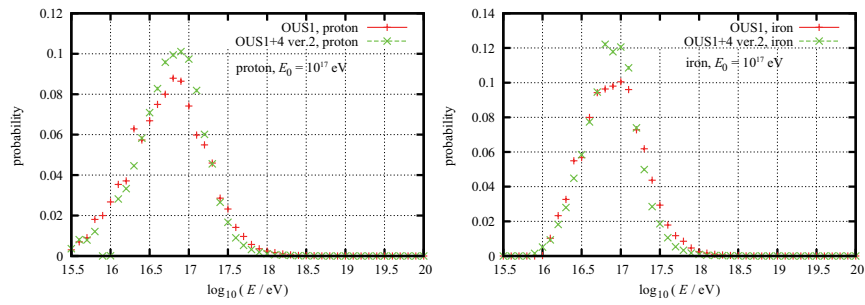 0.12
0.1
0.08
0.06
0.04
0.02
0
probability
OUS1, proton
OUS1+4 ver.2, proton
proton, E₀ = 10¹⁷ eV
15.5 16 16.5 17 17.5 18 18.5 19 19.5 20
log₁₀(E / eV)
0.14
0.12
0.1
0.08
0.06
0.04
0.02
0
probability
OUS1, iron
OUS1+4 ver.2, iron
iron, E₀ = 10¹⁷ eV
15.5 16 16.5 17 17.5 18 18.5 19 19.5 20
log₁₀(E / eV)